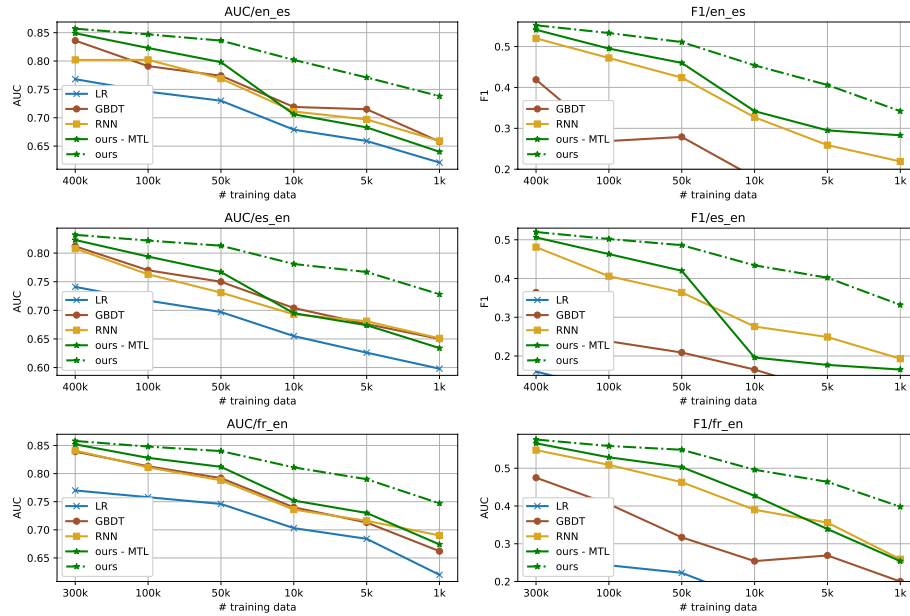 AUC/en_es
AUC
0.85
0.80
0.75
0.70
0.65
LR
GBDT
RNN
ours - MTL
ours
400k 100k 50k 10k 5k 1k
# training data
F1/en_es
F1
0.5
0.4
0.3
0.2
GBDT
RNN
ours - MTL
ours
400k 100k 50k 10k 5k 1k
# training data
AUC/es_en
AUC
0.80
0.75
0.70
0.65
0.60
LR
GBDT
RNN
ours - MTL
ours
400k 100k 50k 10k 5k 1k
# training data
F1/es_en
F1
0.5
0.4
0.3
0.2
LR
GBDT
RNN
ours - MTL
ours
300k 100k 50k 10k 5k 1k
# training data
AUC/fr_en
AUC
0.85
0.80
0.75
0.70
0.65
LR
GBDT
RNN
ours - MTL
ours
300k 100k 50k 10k 5k 1k
# training data
F1/fr_en
AUC
0.5
0.4
0.3
0.2
LR
GBDT
RNN
ours - MTL
ours
300k 100k 50k 10k 5k 1k
# training data